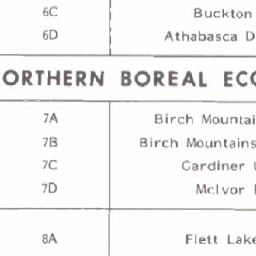 6C Buckton
6D Athabasca D
ORTHERN BOREAL ECO
7A Birch Mountai
7B Birch Mountains
7C Gardiner
7D McIvor
8A Flett Lake